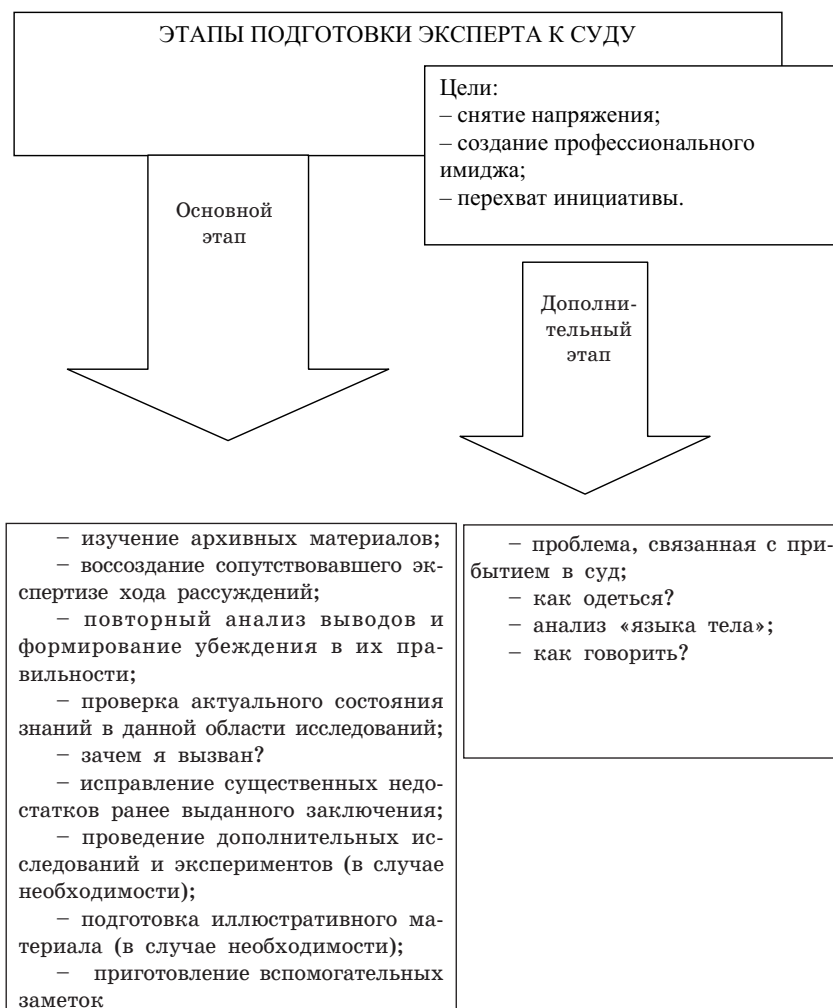 ЭТАПЫ ПОДГОТОВКИ ЭКСПЕРТА К СУДУ
Цели:
– снятие напряжения;
– создание профессионального
имиджа;
– перехват инициативы.
Основной
этап
Дополни-
тельный
этап
– изучение архивных материалов;
– воссоздание сопутствовавшего эк-
спертизе хода рассуждений;
– повторный анализ выводов и
формирование убеждения в их пра-
вильности;
– проверка актуального состояния
знаний в данной области исследований;
– зачем я вызван?
– исправление существенных недо-
статков ранее выданного заключения;
– проведение дополнительных ис-
следований и экспериментов (в случае
необходимости);
– подготовка иллюстративного ма-
териала (в случае необходимости);
– приготовление вспомогательных
заметок
– проблема, связанная с при-
бытием в суд;
– как одеться?
– анализ «языка тела»;
– как говорить?